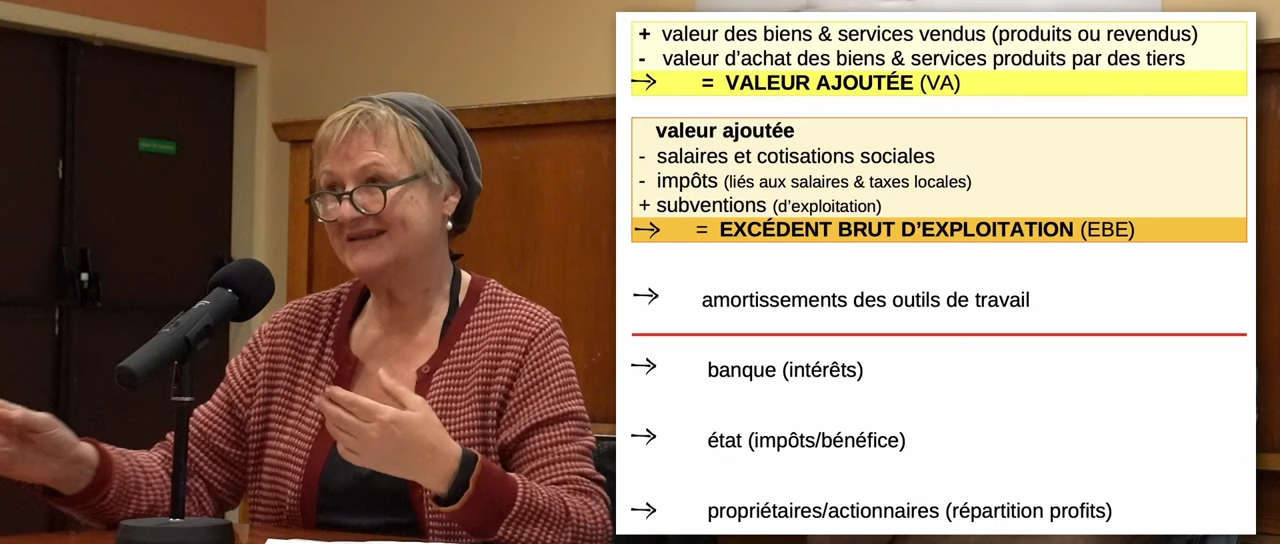 + valeur des biens & services vendus (produits ou revendus)
- valeur d’achat des biens & services produits par des tiers
→ = VALEUR AJOUTÉE (VA)
valeur ajoutée
- salaires et cotisations sociales
- impôts (liés aux salaires & taxes locales)
+ subventions (d’exploitation)
→ = EXCÉDENT BRUT D’EXPLOITATION (EBE)
→ amortissements des outils de travail
→ banque (intérêts)
→ état (impôts/bénéfice)
→ propriétaires/actionnaires (répartition profits)